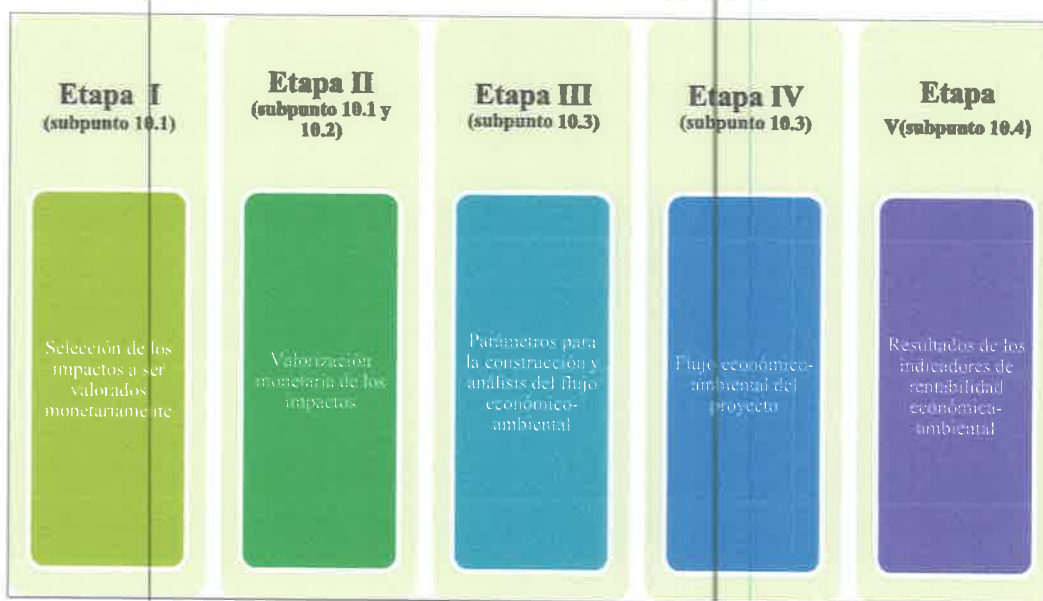 Etapa I
(subpunto 10.1)
Selección de los
impactos a ser
valorados
monetariamente
Etapa II
(subpunto 10.1 y
10.2)
Valorización
monetaria de los
impactos
Etapa III
(subpunto 10.3)
Parámetros para
la construcción y
análisis del flujo
económico-
ambiental
Etapa IV
(subpunto 10.3)
Flujo económico-
ambiental del
proyecto
Etapa
V(subpunto 10.4)
Resultados de los
indicadores de
rentabilidad
económica-
ambiental